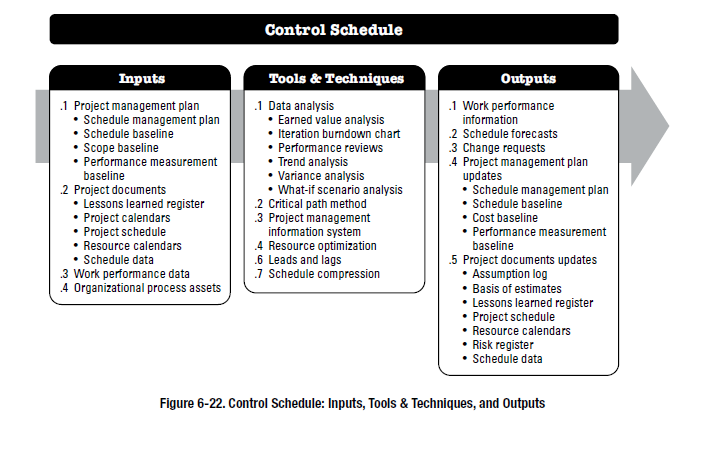 Control Schedule
Inputs
.1 Project management plan
• Schedule management plan
• Schedule baseline
• Scope baseline
• Performance measurement
baseline
.2 Project documents
• Lessons learned register
• Project calendars
• Project schedule
• Resource calendars
• Schedule data
.3 Work performance data
.4 Organizational process assets
Tools & Techniques
.1 Data analysis
• Earned value analysis
• Iteration burndown chart
• Performance reviews
• Trend analysis
• Variance analysis
• What-if scenario analysis
.2 Critical path method
.3 Project management
information system
.4 Resource optimization
.6 Leads and lags
.7 Schedule compression
Outputs
.1 Work performance
information
.2 Schedule forecasts
.3 Change requests
.4 Project management plan
updates
• Schedule management plan
• Schedule baseline
• Cost baseline
• Performance measurement
baseline
.5 Project documents updates
• Assumption log
• Basis of estimates
• Lessons learned register
• Project schedule
• Resource calendars
• Risk register
• Schedule data
Figure 6-22. Control Schedule: Inputs, Tools & Techniques, and Outputs